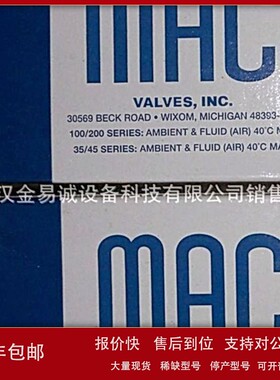 MAC
VALVES, INC.
30569 BECK ROAD • WIXOM, MICHIGAN 48393-
100/200 SERIES: AMBIENT & FLUID (AIR) 40°C MA
35/45 SERIES: AMBIENT & FLUID (AIR) 40°C MA
汉金易诚设备科技有限公司销售
MAC
年包邮
报价快 售后到位 支持对公
大量现货 稀缺型号 停产型号 可开